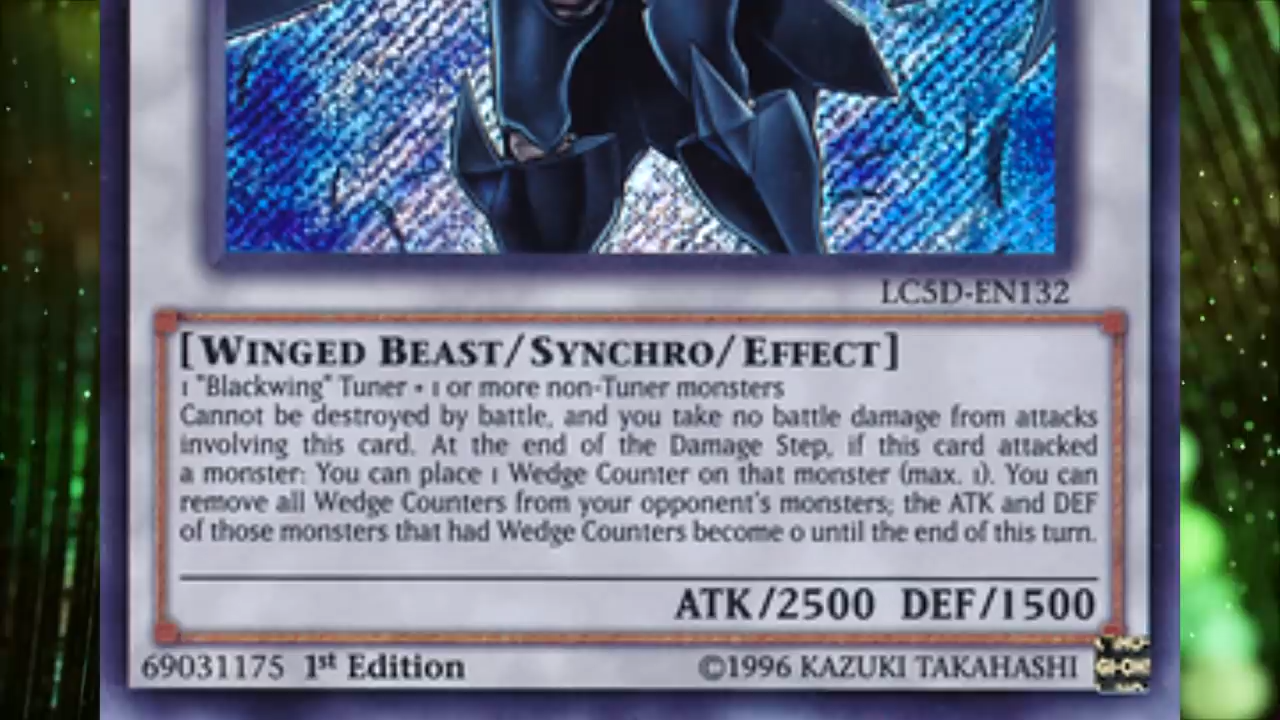 LC5D-EN132
[WINGED BEAST/SYNCHRO/EFFECT]
1 "Blackwing" Tuner + 1 or more non-Tuner monsters
Cannot be destroyed by battle, and you take no battle damage from attacks
involving this card. At the end of the Damage Step, if this card attacked
a monster: You can place 1 Wedge Counter on that monster (max. 1). You can
remove all Wedge Counters from your opponent's monsters; the ATK and DEF
of those monsters that had Wedge Counters become 0 until the end of this turn.
ATK/2500 DEF/1500
69031175 1st Edition ©1996 KAZUKI TAKAHASHI